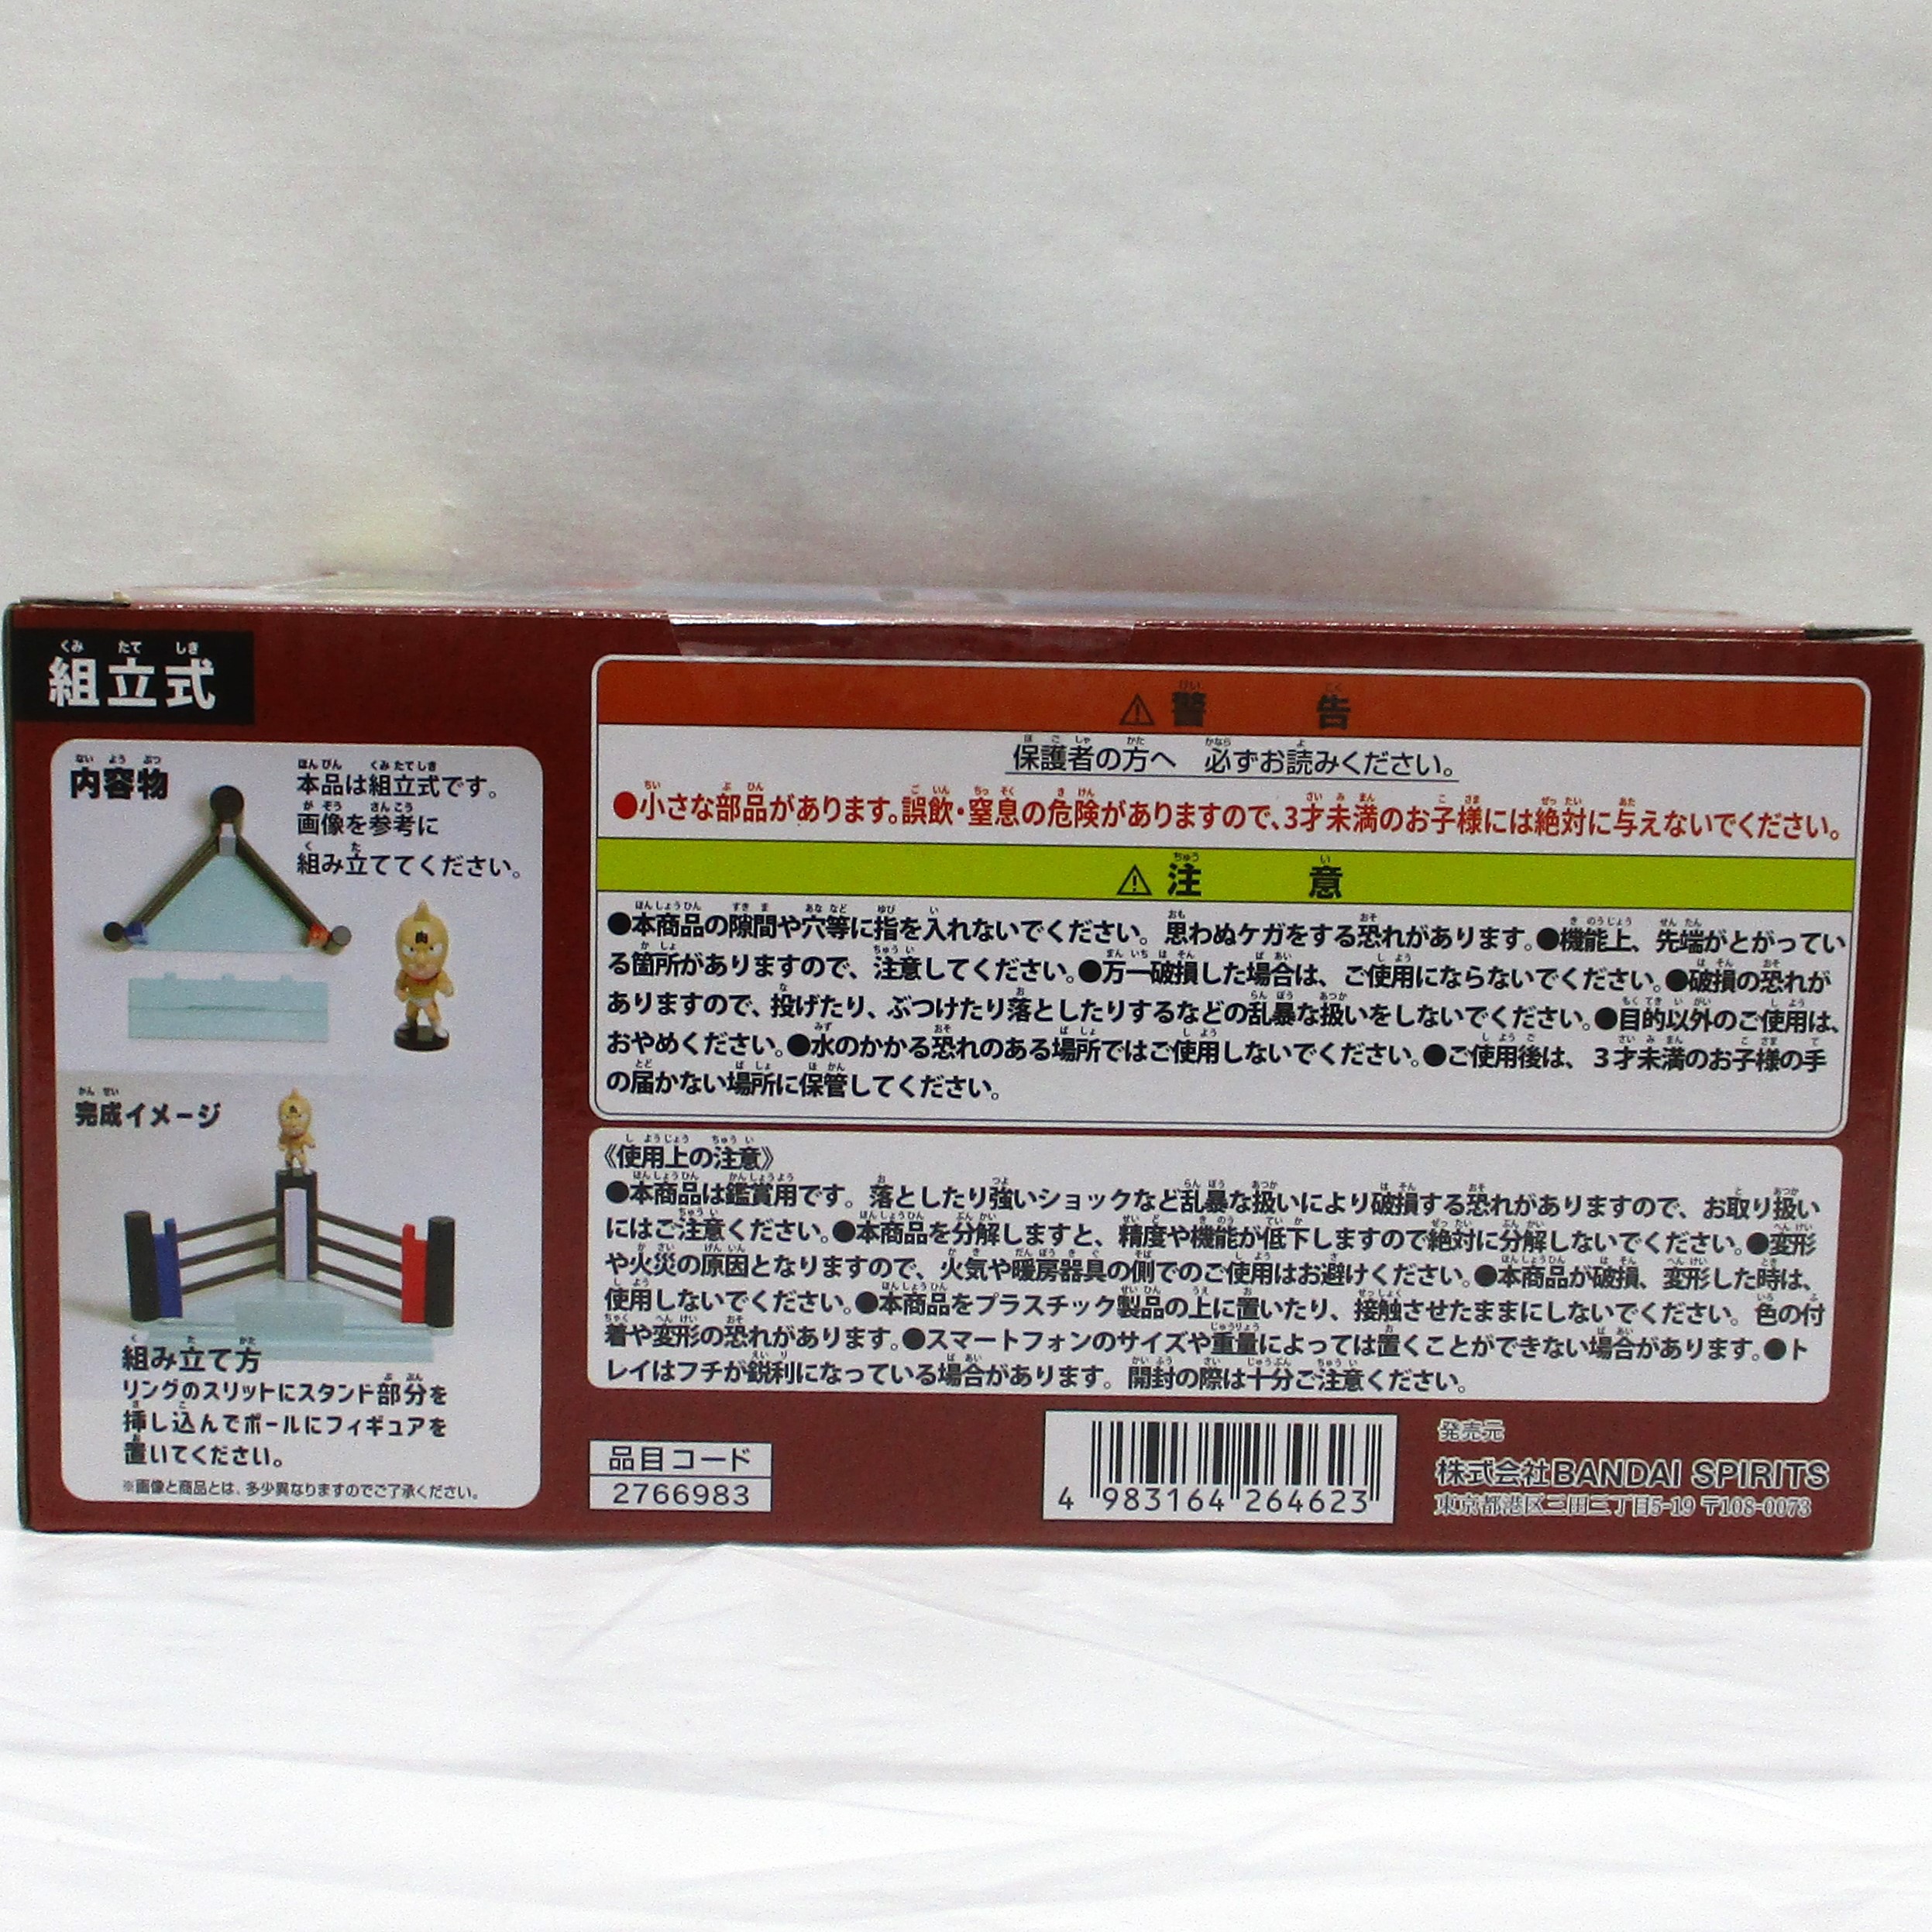 組立式
内容物
本品は組立式です。
画像を参考に
組み立ててください。
完成イメージ
組み立て方
リングのスリットにスタンド部分を
挿し込んでポールにフィギュアを
置いてください。
※画像と商品とは、多少異なりますのでご了承ください。
⚠警告
保護者の方へ 必ずお読みください。
●小さな部品があります。誤飲・窒息の危険がありますので、3才未満のお子様には絶対に与えないでください。
⚠注意
●本商品の隙間や穴等に指を入れないでください。思わぬケガをする恐れがあります。●機能上、先端がとがってい
る箇所がありますので、注意してください。●万一破損した場合は、ご使用にならないでください。●破損の恐れが
ありますので、投げたり、ぶつけたり落としたりするなどの乱暴な扱いをしないでください。●目的以外のご使用は、
おやめください。●水のかかる恐れのある場所ではご使用しないでください。●ご使用後は、3才未満のお子様の手
の届かない場所に保管してください。
《使用上の注意》
●本商品は鑑賞用です。落としたり強いショックなど乱暴な扱いにより破損する恐れがありますので、お取り扱い
にはご注意ください。●本商品を分解しますと、精度や機能が低下しますので絶対に分解しないでください。●変形
や火災の原因となりますので、火気や暖房器具の側でのご使用はお避けください。●本商品が破損、変形した時は、
使用しないでください。●本商品をプラスチック製品の上に置いたり、接触させたままにしないでください。色の付
着や変形の恐れがあります。●スマートフォンのサイズや重量によっては置くことができない場合があります。●ト
レイはフチが鋭利になっている場合があります。開封の際は十分ご注意ください。
品目コード
2766983
4 983164 264623
発売元
株式会社BANDAI SPIRITS
東京都港区三田三丁目5-19 〒108-0073